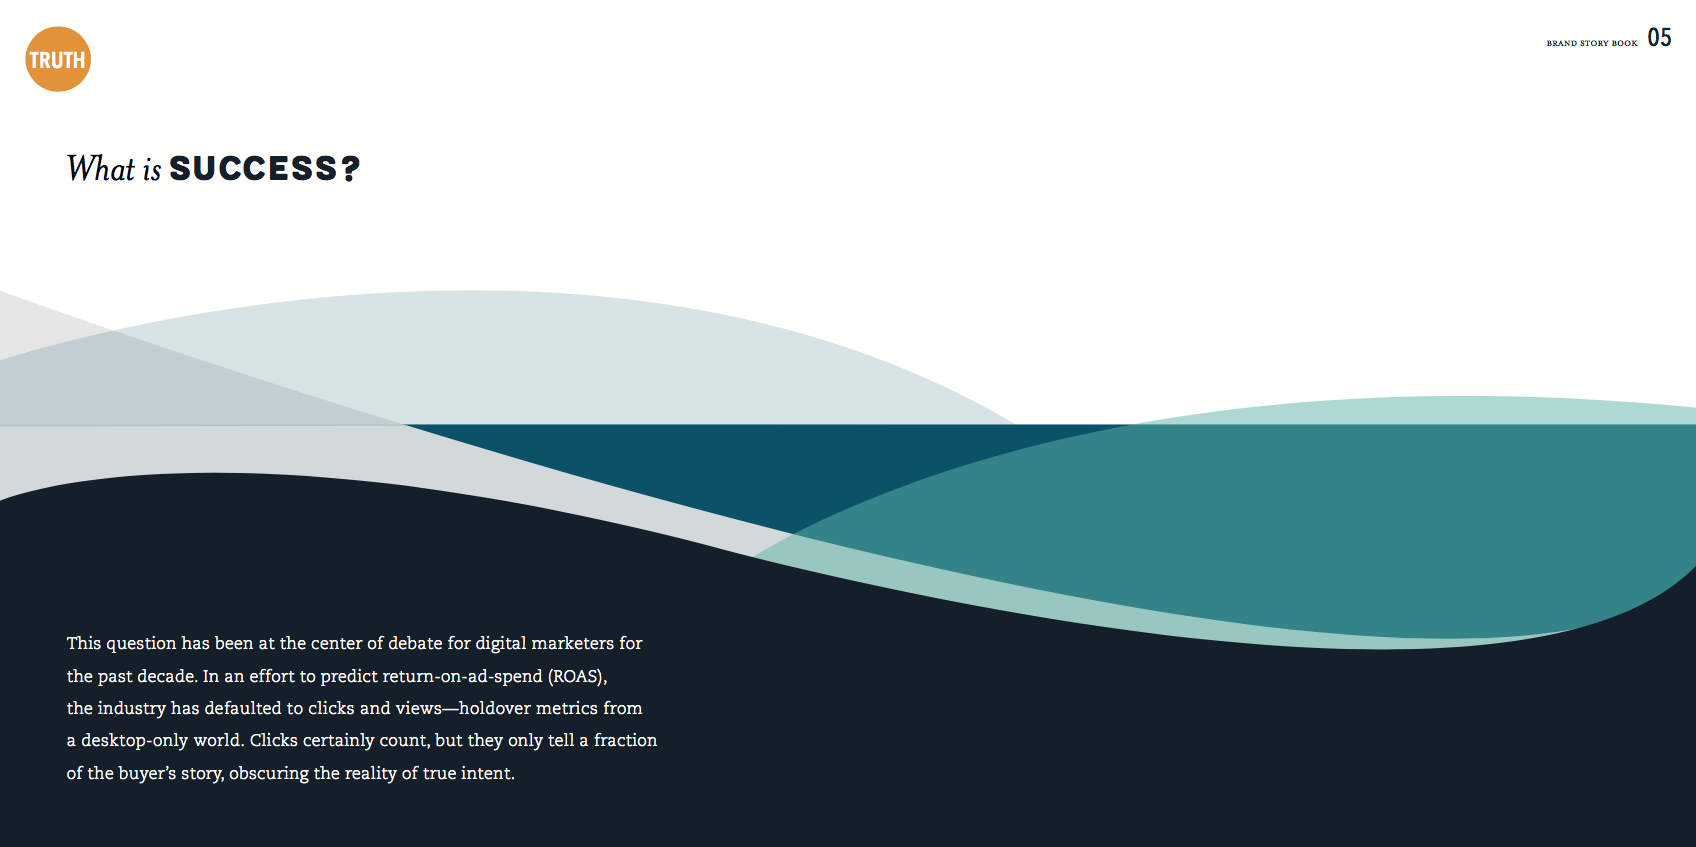 TRUTH
BRAND STORY BOOK 05
What is SUCCESS?
This question has been at the center of debate for digital marketers for
the past decade. In an effort to predict return-on-ad-spend (ROAS),
the industry has defaulted to clicks and views—holdover metrics from
a desktop-only world. Clicks certainly count, but they only tell a fraction
of the buyer’s story, obscuring the reality of true intent.